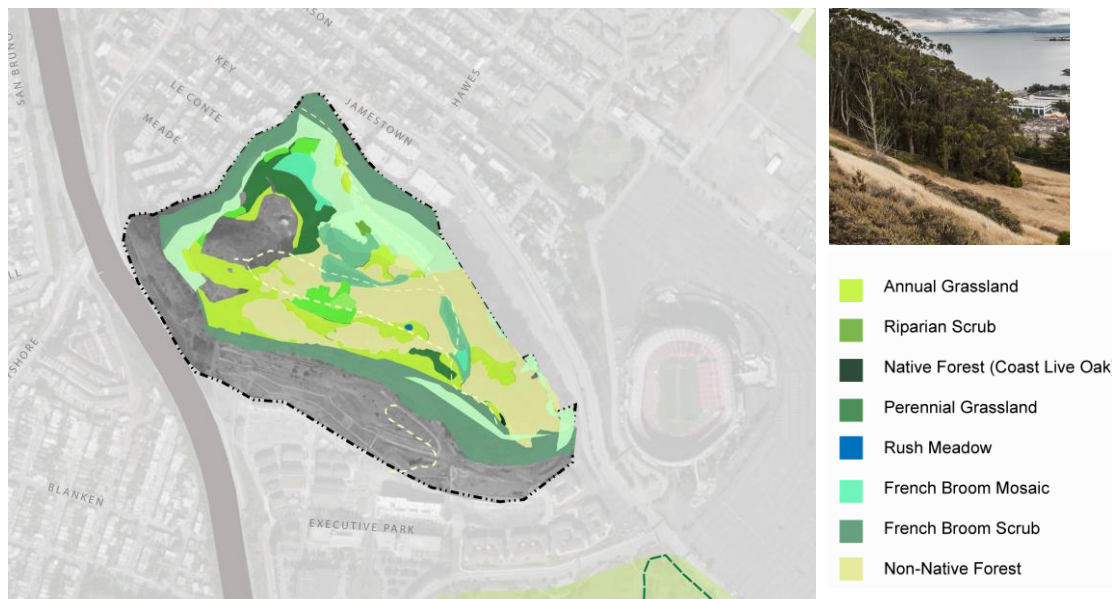 SAN BRUNO
KEY
LE CONTE
MEADE
JAMESTOWN
HAWES
BLANKEN
EXECUTIVE PARK
Annual Grassland
Riparian Scrub
Native Forest (Coast Live Oak
Perennial Grassland
Rush Meadow
French Broom Mosaic
French Broom Scrub
Non-Native Forest